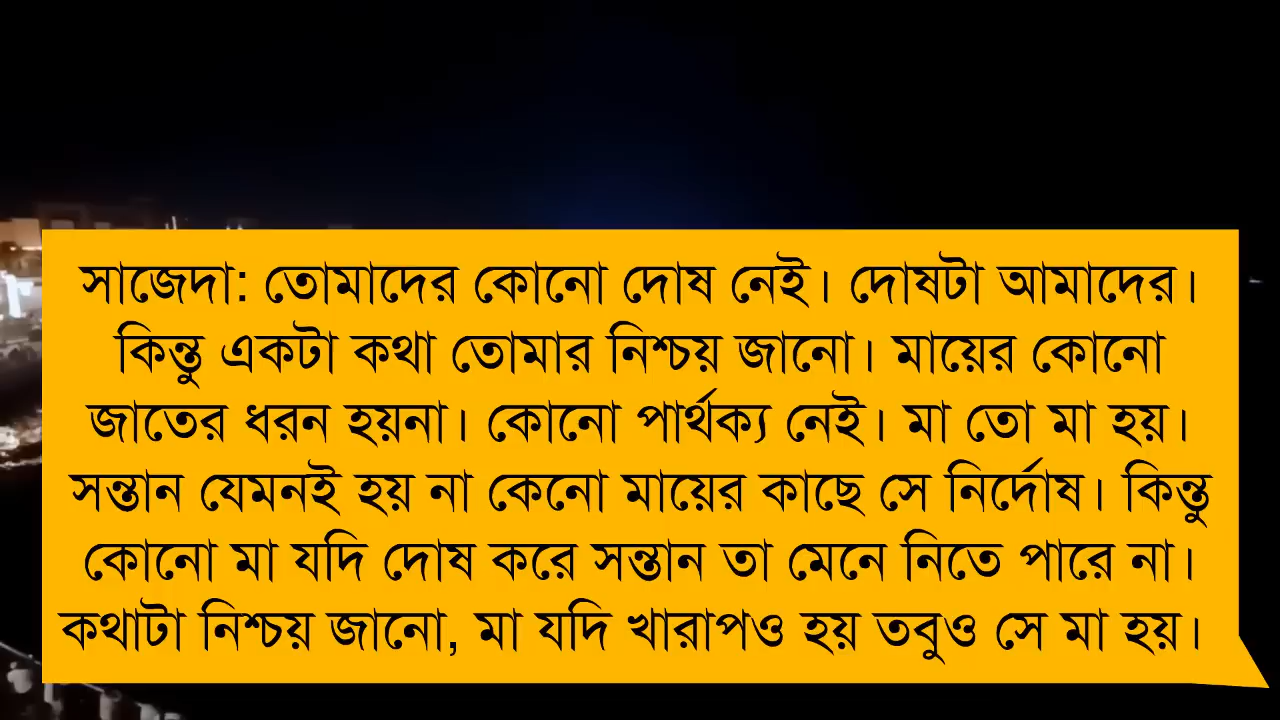 সাজেদা: তোমাদের কোনো দোষ নেই। দোষটা আমাদের।
কিন্তু একটা কথা তোমার নিশ্চয় জানো। মায়ের কোনো
জাতের ধরন হয়না। কোনো পার্থক্য নেই। মা তো মা হয়।
সন্তান যেমনই হয় না কেনো মায়ের কাছে সে নির্দোষ। কিন্তু
কোনো মা যদি দোষ করে সন্তান তা মেনে নিতে পারে না।
কথাটা নিশ্চয় জানো, মা যদি খারাপও হয় তবুও সে মা হয়।